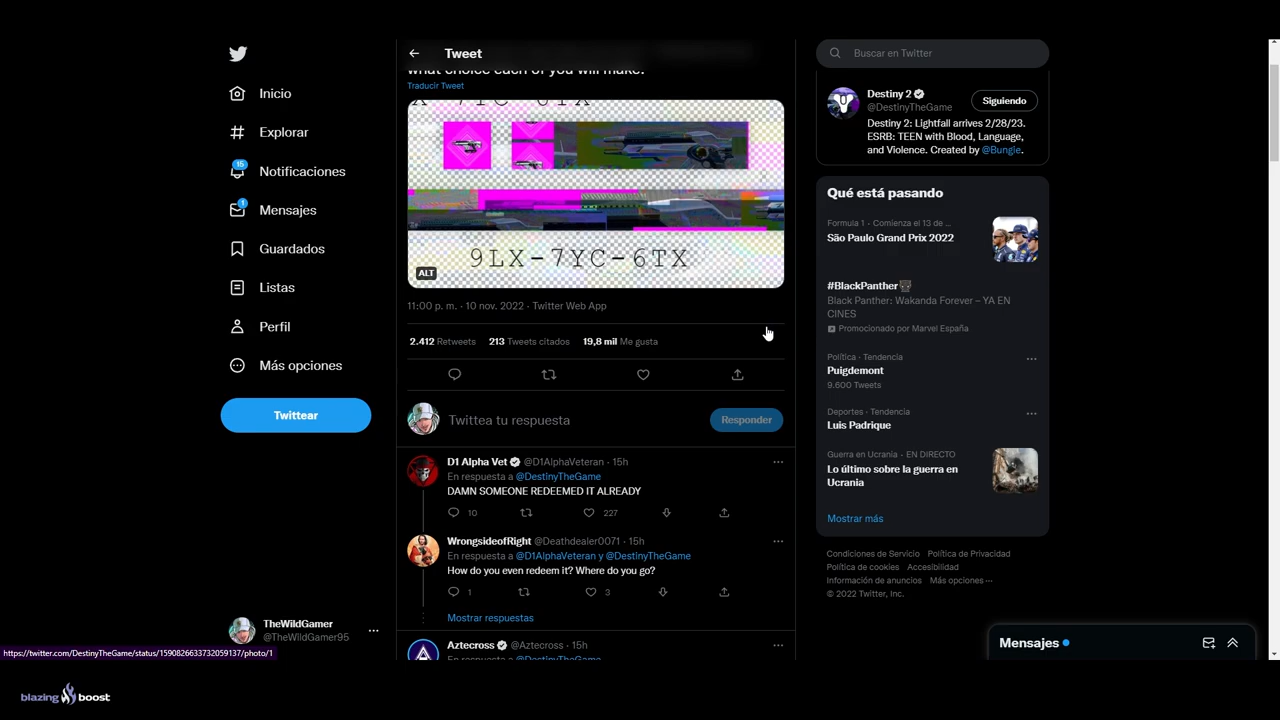 Tweet
what choice each of you will make.
Traducir Tweet
X-7YC-6TX
9LX-7YC-6TX
ALT
11:00 p. m. · 10 nov. 2022 · Twitter Web App
2.412 Retweets 213 Tweets citados 19,8 mil Me gusta
Twittea tu respuesta
Responder
D1 Alpha Vet @D1AlphaVeteran · 15h
En respuesta a @DestinyTheGame
DAMN SOMEONE REDEEMED IT ALREADY
10 227
WrongsideofRight @Deathdealer0071 · 15h
En respuesta a @D1AlphaVeteran y @DestinyTheGame
How do you even redeem it? Where do you go?
1 3
Mostrar respuestas
Aztecross @Aztecross · 15h
En respuesta a @DestinyTheGame
Inicio
Explorar
15
Notificaciones
1
Mensajes
Guardados
Listas
Perfil
Más opciones
Twittear
TheWildGamer
@TheWIldGamer95
https://twitter.com/DestinyTheGame/status/1590826633732059137/photo/1
blazing boost
Buscar en Twitter
Destiny 2
@DestinyTheGame
Siguiendo
Destiny 2: Lightfall arrives 2/28/23.
ESRB: TEEN with Blood, Language,
and Violence. Created by @Bungie.
Qué está pasando
Formula 1 · Comienza el 13 de ...
São Paulo Grand Prix 2022
#BlackPanther
Black Panther: Wakanda Forever – YA EN
CINES
Promocionado por Marvel España
Política · Tendencia
Puigdemont
9.600 Tweets
Deportes · Tendencia
Luis Padrique
Guerra en Ucrania · EN DIRECTO
Lo último sobre la guerra en
Ucrania
Mostrar más
Condiciones de Servicio Política de Privacidad
Política de cookies Accesibilidad
Información de anuncios Más opciones ···
© 2022 Twitter, Inc.
Mensajes